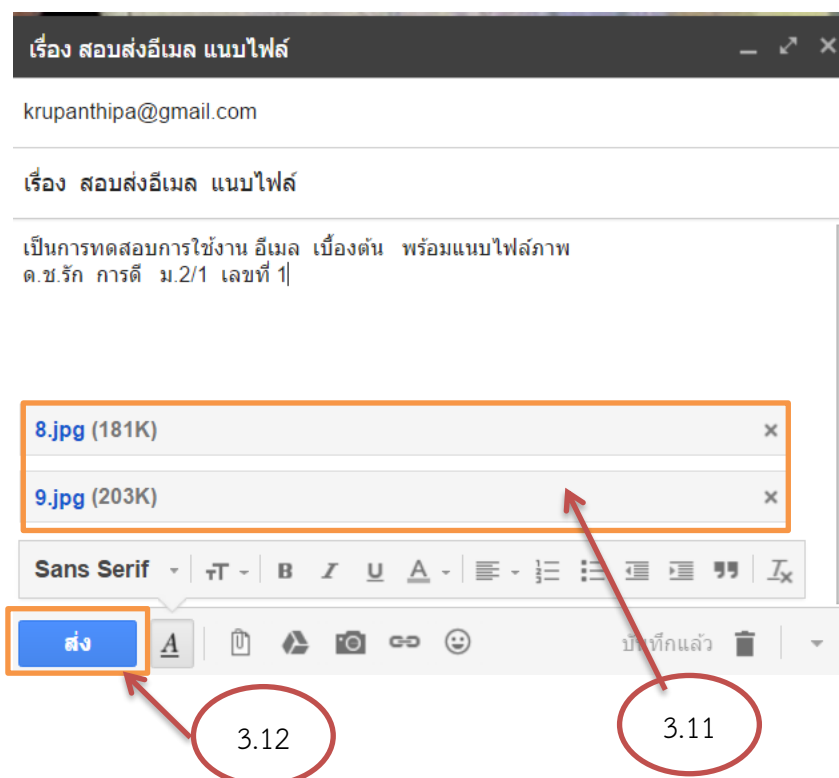 เรื่อง สอบส่งอีเมล แนบไฟล์
krupanthipa@gmail.com
เรื่อง สอบส่งอีเมล แนบไฟล์
เป็นการทดสอบการใช้งาน อีเมล เบื้องต้น พร้อมแนบไฟล์ภาพ
ด.ช.รัก การดี ม.2/1 เลขที่ 1
8.jpg (181K)
9.jpg (203K)
Sans Serif
ส่ง
บันทึกแล้ว
3.12
3.11